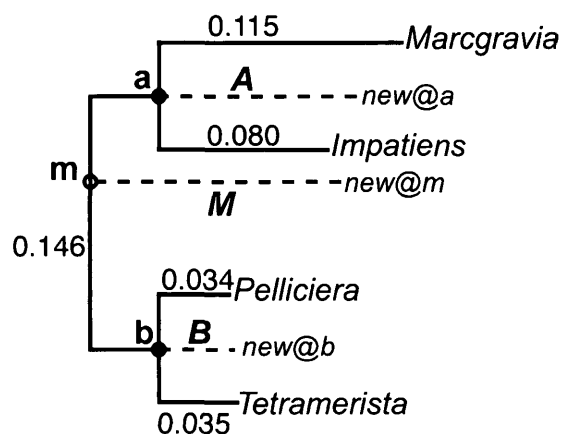 0.115
Marcgravia
a
A
new@a
0.080
Impatiens
m
new@m
M
0.146
0.034
Pelliciera
b
B
new@b
Tetramerista
0.035